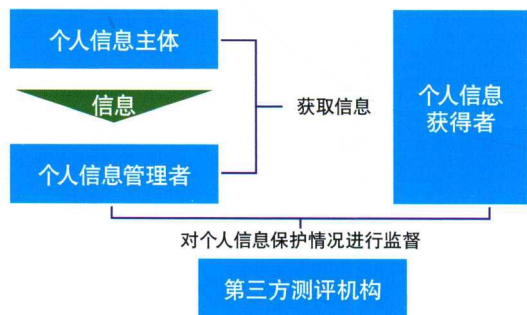 个人信息主体
信息
个人信息管理者
获取信息
个人信息
获得者
对个人信息保护情况进行监督
第三方测评机构